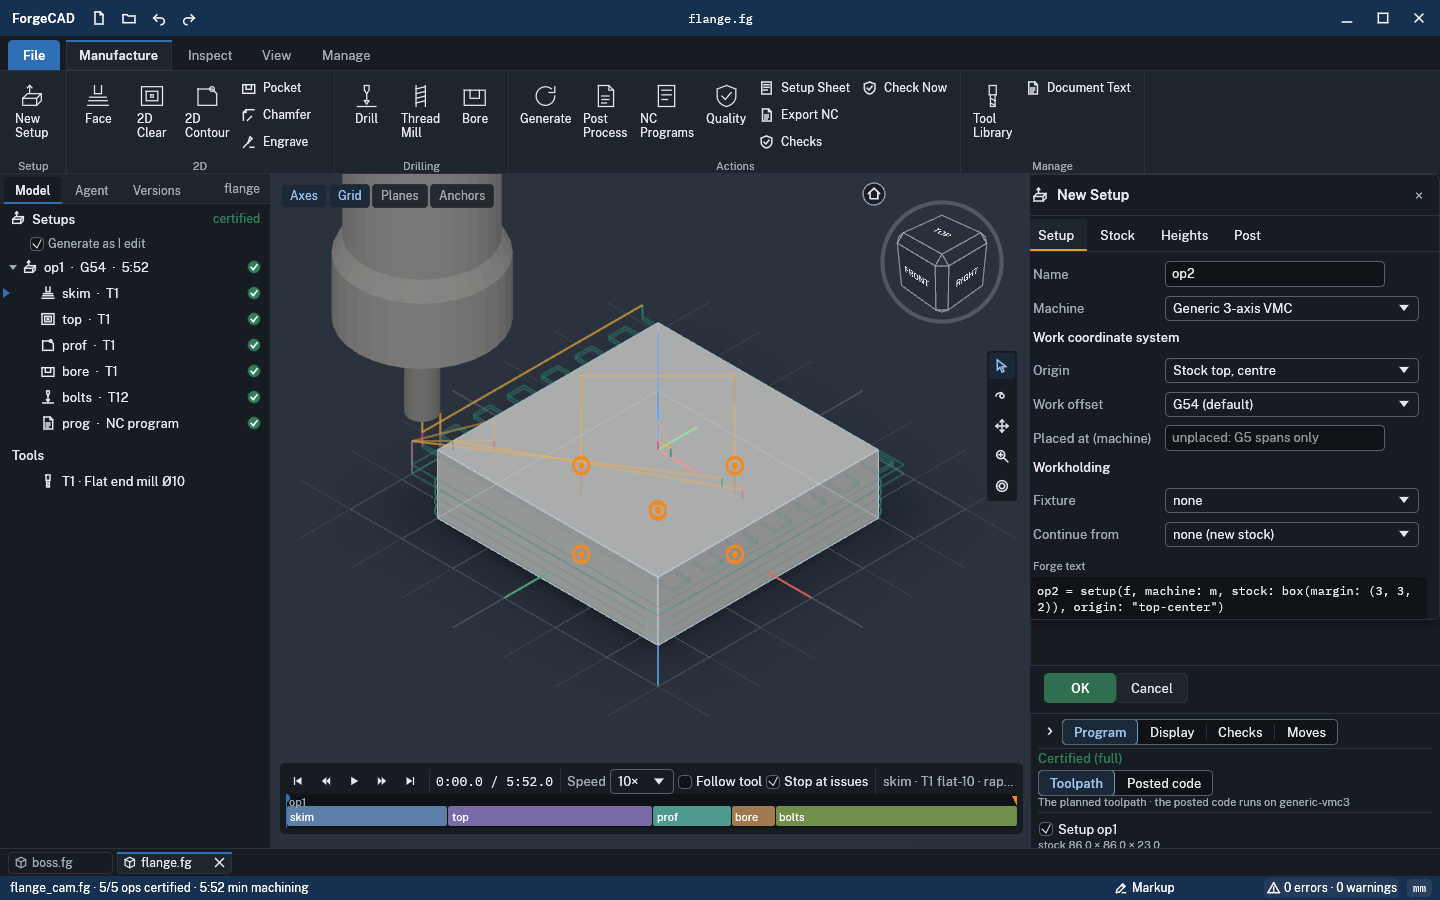 ForgeCAD
flange.fg
File
Manufacture
Inspect
View
Manage
New Setup
Setup
Face
2D Clear
2D Contour
Pocket
Chamfer
Engrave
2D
Drill
Thread Mill
Bore
Drilling
Generate
Post Process
NC Programs
Quality
Setup Sheet
Export NC
Checks
Check Now
Actions
Tool Library
Document Text
Manage
Model
Agent
Versions
flange
Setups
certified
Generate as I edit
op1 · G54 · 5:52
skim · T1
top · T1
prof · T1
bore · T1
bolts · T12
prog · NC program
Tools
T1 · Flat end mill Ø10
Axes
Grid
Planes
Anchors
TOP
FRONT
RIGHT
0:00.0 / 5:52.0
Speed
10×
Follow tool
Stop at issues
skim · T1 flat-10 · rap...
op1
skim
top
prof
bore
bolts
New Setup
×
Setup
Stock
Heights
Post
Name
op2
Machine
Generic 3-axis VMC
Work coordinate system
Origin
Stock top, centre
Work offset
G54 (default)
Placed at (machine)
unplaced: G5 spans only
Workholding
Fixture
none
Continue from
none (new stock)
Forge text
op2 = setup(f, machine: m, stock: box(margin: (3, 3,
2)), origin: "top-center")
OK
Cancel
Program
Display
Checks
Moves
Certified (full)
Toolpath
Posted code
The planned toolpath · the posted code runs on generic-vmc3
Setup op1
stock 86.0 × 86.0 × 23.0
boss.fg
flange.fg
flange_cam.fg · 5/5 ops certified · 5:52 min machining
Markup
0 errors · 0 warnings
mm